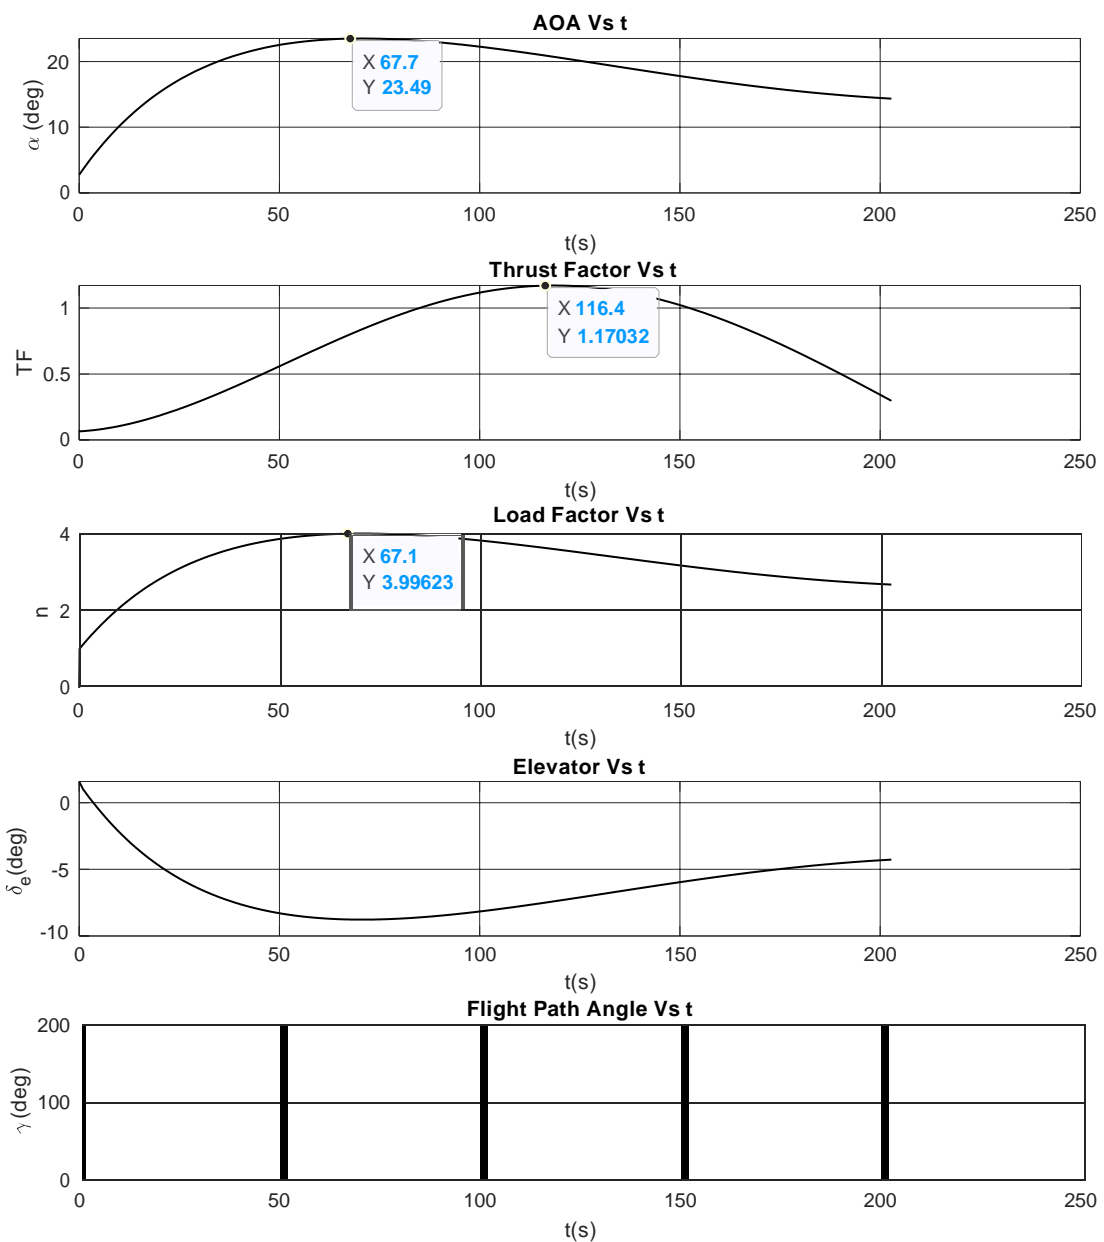 AOA Vs t
X 67.7
Y 23.49
α (deg)
20
10
0
0 50 100 150 200 250
t(s)
Thrust Factor Vs t
X 116.4
Y 1.17032
TF
1
0.5
0
0 50 100 150 200 250
t(s)
Load Factor Vs t
X 67.1
Y 3.99623
n
4
2
0
0 50 100 150 200 250
t(s)
Elevator Vs t
δe(deg)
0
-5
-10
0 50 100 150 200 250
t(s)
Flight Path Angle Vs t
γ(deg)
200
100
0
0 50 100 150 200 250
t(s)